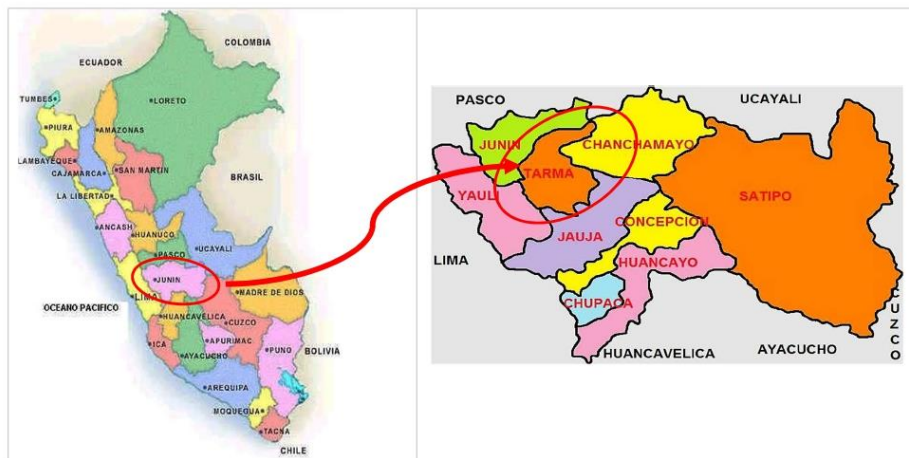 COLOMBIA
ECUADOR
TUMBES
LORETO
PIURA
AMAZONAS
LAMBAYEQUE
SAN MARTIN
CAJAMARCA
BRASIL
LA LIBERTAD
ANCASH
HUANUCO
UCAYALI
PASCO
JUNIN
LIMA
MADRE DE DIOS
OCEANO PACIFICO
HUANCAVELICA
CUZCO
ICA
APURIMAC
PUNO
BOLIVIA
AYACUCHO
AREQUIPA
MOQUEGUA
TACNA
CHILE
PASCO
UCAYALI
JUNIN
CHANCHAMAYO
TARMA
YAULI
SATIPO
CONCEPCION
JAUJA
LIMA
HUANCAYO
CHUPACA
CUZCO
HUANCAVELICA
AYACUCHO